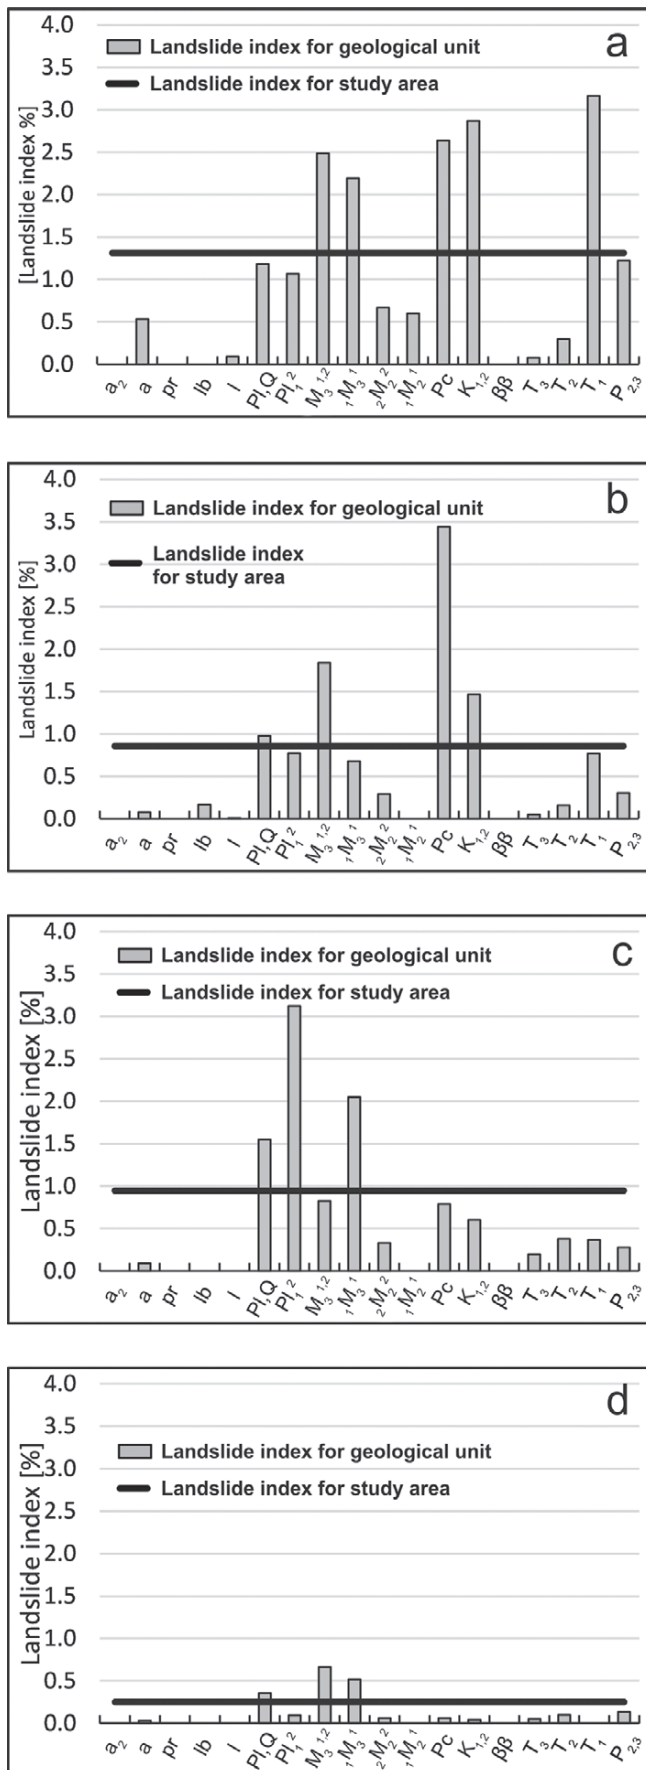 a
Landslide index for geological unit
Landslide index for study area
[Landslide index %]
4.0
3.5
3.0
2.5
2.0
1.5
1.0
0.5
0.0
a₂ a pr lb l Pl,Q Pl₁² M₃¹,² ₁M₃¹ ₂M₂² ₁M₂¹ Pc K₁,₂ ββ T₃ T₂ T₁ P₂,₃
b
Landslide index for geological unit
Landslide index
for study area
Landslide index [%]
4.0
3.5
3.0
2.5
2.0
1.5
1.0
0.5
0.0
a₂ a pr lb l Pl,Q Pl₁² M₃¹,² ₁M₃¹ ₂M₂² ₁M₂¹ Pc K₁,₂ ββ T₃ T₂ T₁ P₂,₃
c
Landslide index for geological unit
Landslide index for study area
Landslide index [%]
4.0
3.5
3.0
2.5
2.0
1.5
1.0
0.5
0.0
a₂ a pr lb l Pl,Q Pl₁² M₃¹,² ₁M₃¹ ₂M₂² ₁M₂¹ Pc K₁,₂ ββ T₃ T₂ T₁ P₂,₃
d
Landslide index for geological unit
Landslide index for study area
Landslide index [%]
4.0
3.5
3.0
2.5
2.0
1.5
1.0
0.5
0.0
a₂ a pr lb l Pl,Q Pl₁² M₃¹,² ₁M₃¹ ₂M₂² ₁M₂¹ Pc K₁,₂ ββ T₃ T₂ T₁ P₂,₃